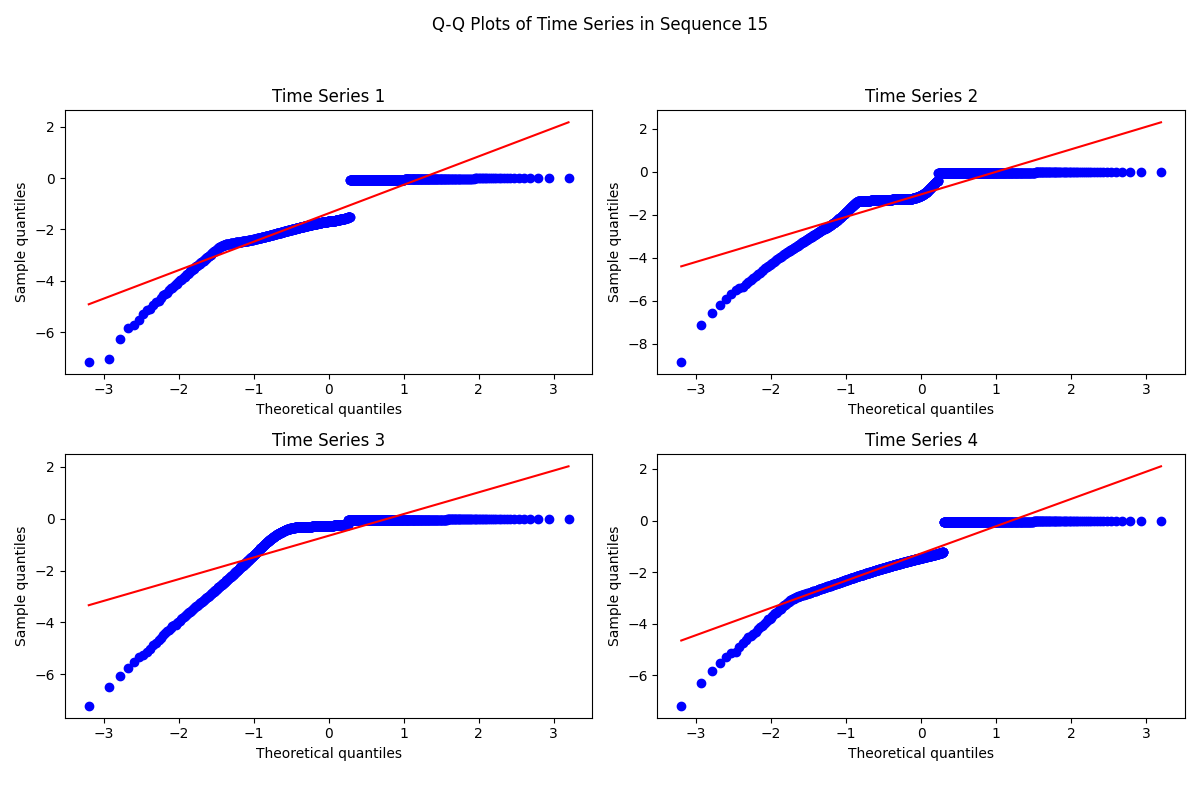 Q-Q Plots of Time Series in Sequence 15
Time Series 1
2
0
−2
−4
−6
Sample quantiles
−3 −2 −1 0 1 2 3
Theoretical quantiles
Time Series 2
2
0
−2
−4
−6
−8
Sample quantiles
−3 −2 −1 0 1 2 3
Theoretical quantiles
Time Series 3
2
0
−2
−4
−6
Sample quantiles
−3 −2 −1 0 1 2 3
Theoretical quantiles
Time Series 4
2
0
−2
−4
−6
Sample quantiles
−3 −2 −1 0 1 2 3
Theoretical quantiles